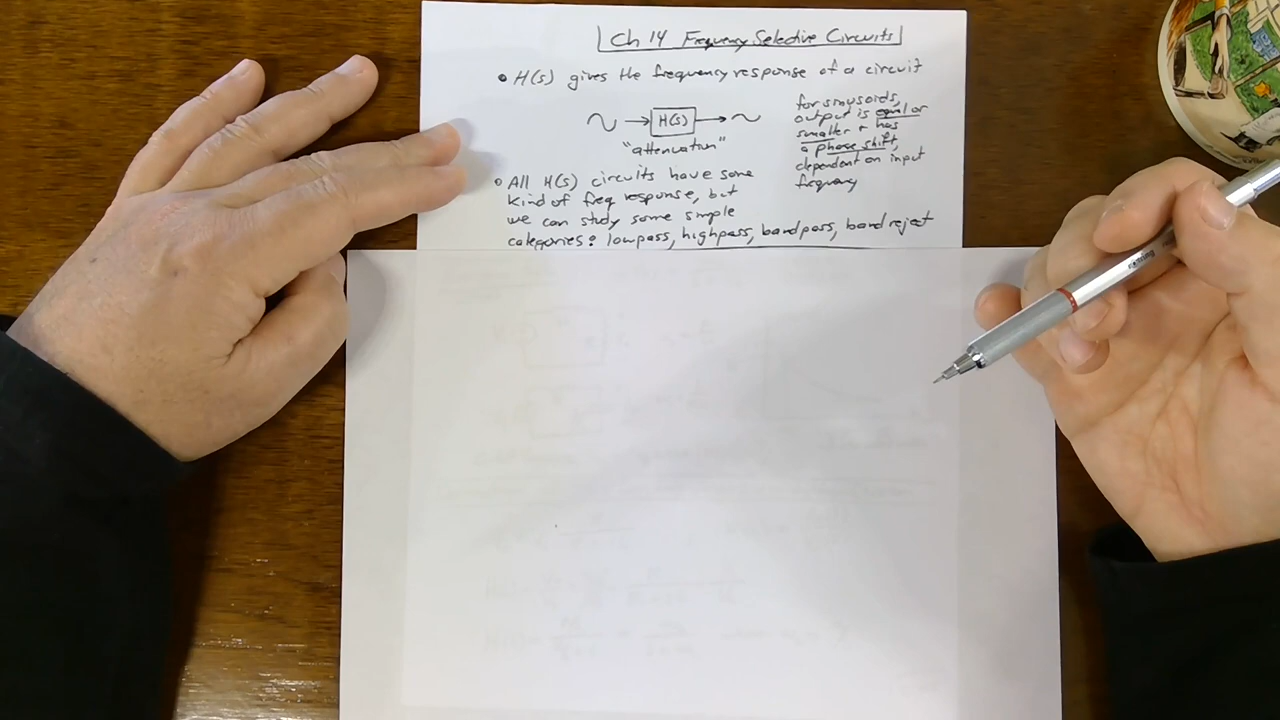 Ch 14 Frequency Selective Circuits
• H(s) gives the frequency response of a circuit
H(s)
"attenuation"
for sinusoids,
output is equal or
smaller + has
a phase shift,
dependent on input
frequency
• All H(s) circuits have some
kind of freq response, but
we can study some simple
categories: lowpass, highpass, bandpass, band reject
rotring